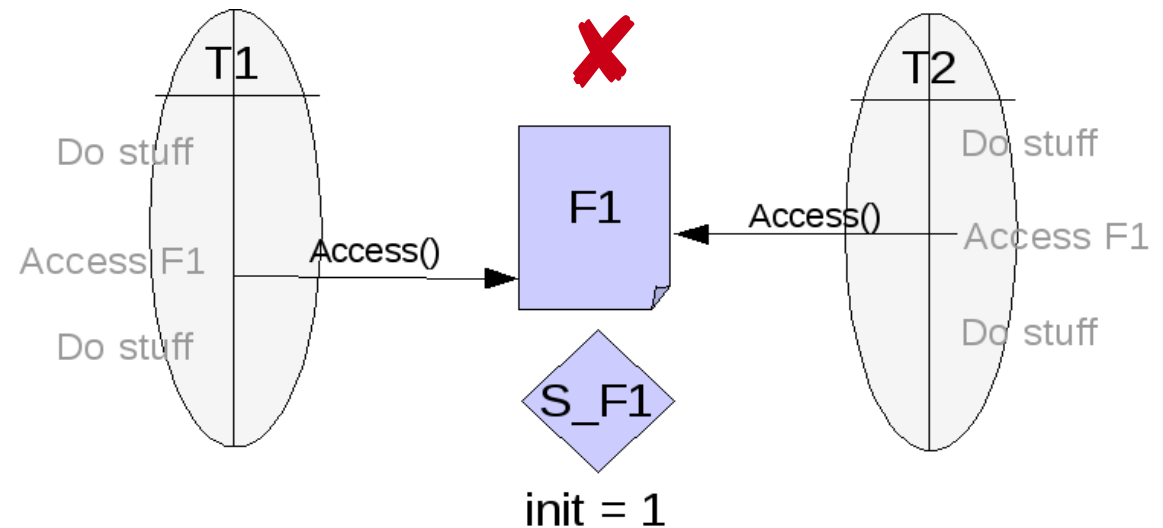 T1
Do stuff
Access F1
Do stuff
Access()
F1
S_F1
init = 1
Access()
T2
Do stuff
Access F1
Do stuff